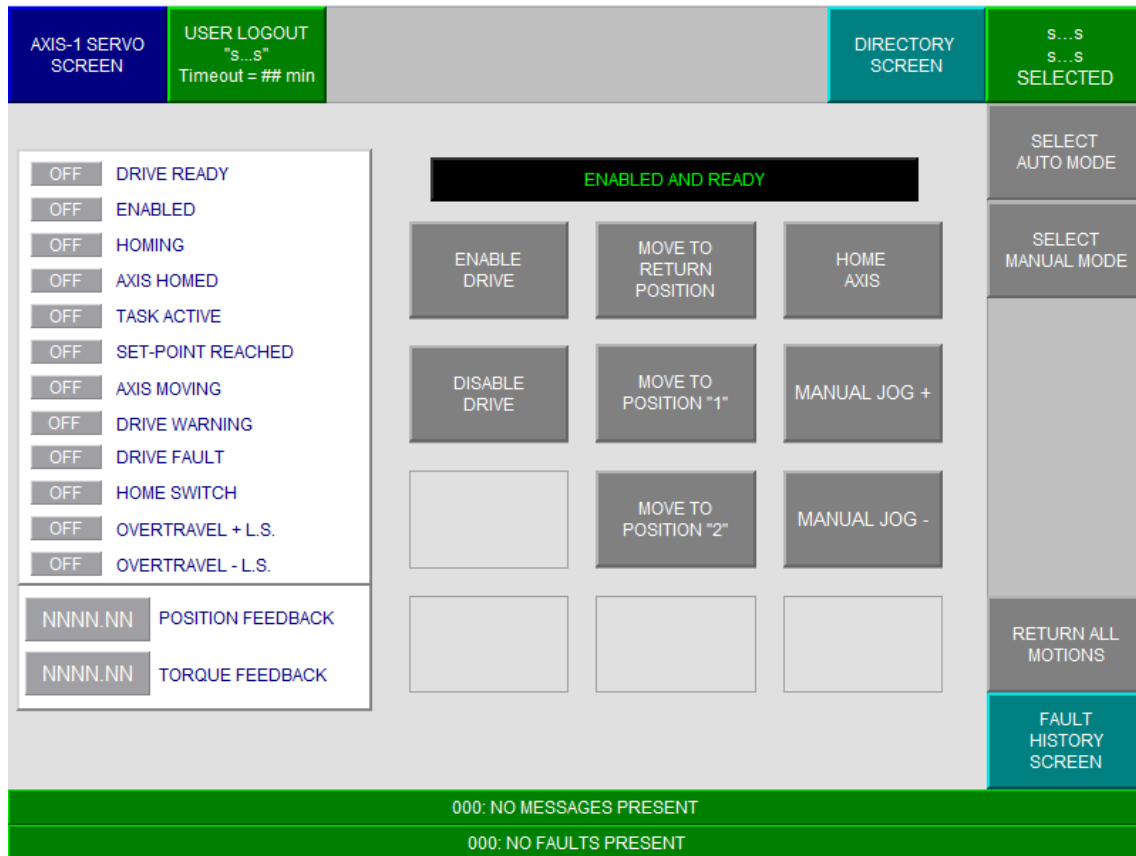 AXIS-1 SERVO
SCREEN
USER LOGOUT
"s...s"
Timeout = ## min
DIRECTORY
SCREEN
s...s
s...s
SELECTED
OFF DRIVE READY
OFF ENABLED
OFF HOMING
OFF AXIS HOMED
OFF TASK ACTIVE
OFF SET-POINT REACHED
OFF AXIS MOVING
OFF DRIVE WARNING
OFF DRIVE FAULT
OFF HOME SWITCH
OFF OVERTRAVEL + L.S.
OFF OVERTRAVEL - L.S.
NNNN.NN POSITION FEEDBACK
NNNN.NN TORQUE FEEDBACK
ENABLED AND READY
ENABLE
DRIVE
MOVE TO
RETURN
POSITION
HOME
AXIS
DISABLE
DRIVE
MOVE TO
POSITION "1"
MANUAL JOG +
MOVE TO
POSITION "2"
MANUAL JOG -
SELECT
AUTO MODE
SELECT
MANUAL MODE
RETURN ALL
MOTIONS
FAULT
HISTORY
SCREEN
000: NO MESSAGES PRESENT
000: NO FAULTS PRESENT